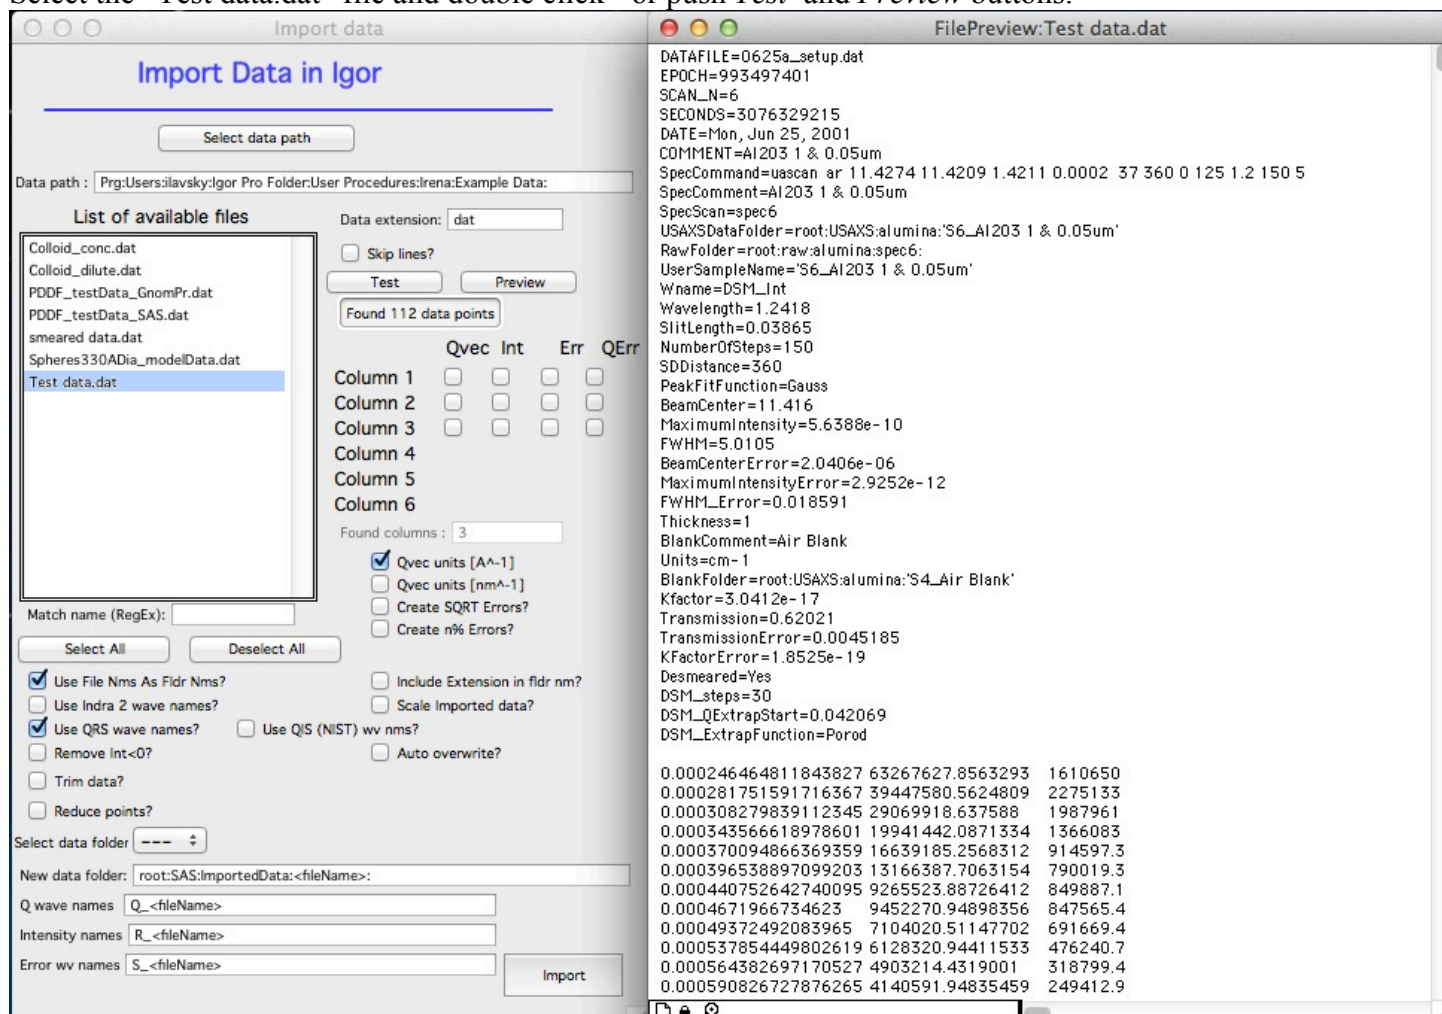 Select the "Test data.dat" file and double click – or push Test and Preview buttons.
Import data
Import Data in Igor
Select data path
Data path : Prg:Users:ilavsky:Igor Pro Folder:User Procedures:Irena:Example Data:
List of available files
Data extension: dat
Colloid_conc.dat
Colloid_dilute.dat
PDDF_testData_GnomPr.dat
PDDF_testData_SAS.dat
smeared data.dat
Spheres330ADia_modelData.dat
Test data.dat
Skip lines?
Test Preview
Found 112 data points
Qvec Int Err QErr
Column 1
Column 2
Column 3
Column 4
Column 5
Column 6
Found columns : 3
Qvec units [A^-1]
Qvec units [nm^-1]
Create SQRT Errors?
Create n% Errors?
Match name (RegEx):
Select All Deselect All
Use File Nms As Fldr Nms? Include Extension in fldr nm?
Use Indra 2 wave names? Scale Imported data?
Use QRS wave names? Use QIS (NIST) wv nms?
Remove Int<0? Auto overwrite?
Trim data?
Reduce points?
Select data folder ---
New data folder: root:SAS:ImportedData:<fileName>:
Q wave names Q_<fileName>
Intensity names R_<fileName>
Error wv names S_<fileName>
Import
FilePreview:Test data.dat
DATAFILE=0625a_setup.dat
EPOCH=993497401
SCAN_N=6
SECONDS=3076329215
DATE=Mon, Jun 25, 2001
COMMENT=Al203 1 & 0.05um
SpecCommand=uascan ar 11.4274 11.4209 1.4211 0.0002 37 360 0 125 1.2 150 5
SpecComment=Al203 1 & 0.05um
SpecScan=spec6
USAXSDataFolder=root:USAXS:alumina:'S6_Al203 1 & 0.05um'
RawFolder=root:raw:alumina:spec6:
UserSampleName='S6_Al203 1 & 0.05um'
Wname=DSM_Int
Wavelength=1.2418
SlitLength=0.03865
NumberOfSteps=150
SDDistance=360
PeakFitFunction=Gauss
BeamCenter=11.416
MaximumIntensity=5.6388e-10
FWHM=5.0105
BeamCenterError=2.0406e-06
MaximumIntensityError=2.9252e-12
FWHM_Error=0.018591
Thickness=1
BlankComment=Air Blank
Units=cm-1
BlankFolder=root:USAXS:alumina:'S4_Air Blank'
Kfactor=3.0412e-17
Transmission=0.62021
TransmissionError=0.0045185
KFactorError=1.8525e-19
Desmeared=Yes
DSM_steps=30
DSM_QExtrapStart=0.042069
DSM_ExtrapFunction=Porod
0.000246464811843827 63267627.8563293 1610650
0.000281751591716367 39447580.5624809 2275133
0.000308279839112345 29069918.637588 1987961
0.000343566618978601 19941442.0871334 1366083
0.000370094866369359 16639185.2568312 914597.3
0.000396538897099203 13166387.7063154 790019.3
0.000440752642740095 9265523.88726412 849887.1
0.0004671966734623 9452270.94898356 847565.4
0.00049372492083965 7104020.51147702 691669.4
0.000537854449802619 6128320.94411533 476240.7
0.000564382697170527 4903214.4319001 318799.4
0.000590826727876265 4140591.94835459 249412.9